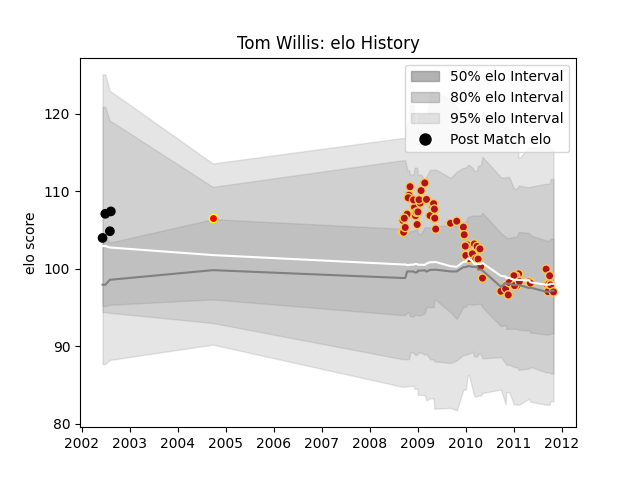 Tom Willis: elo History
50% elo Interval
80% elo Interval
95% elo Interval
Post Match elo
elo score
120
110
100
90
80
2002 2003 2004 2005 2006 2007 2008 2009 2010 2011 2012